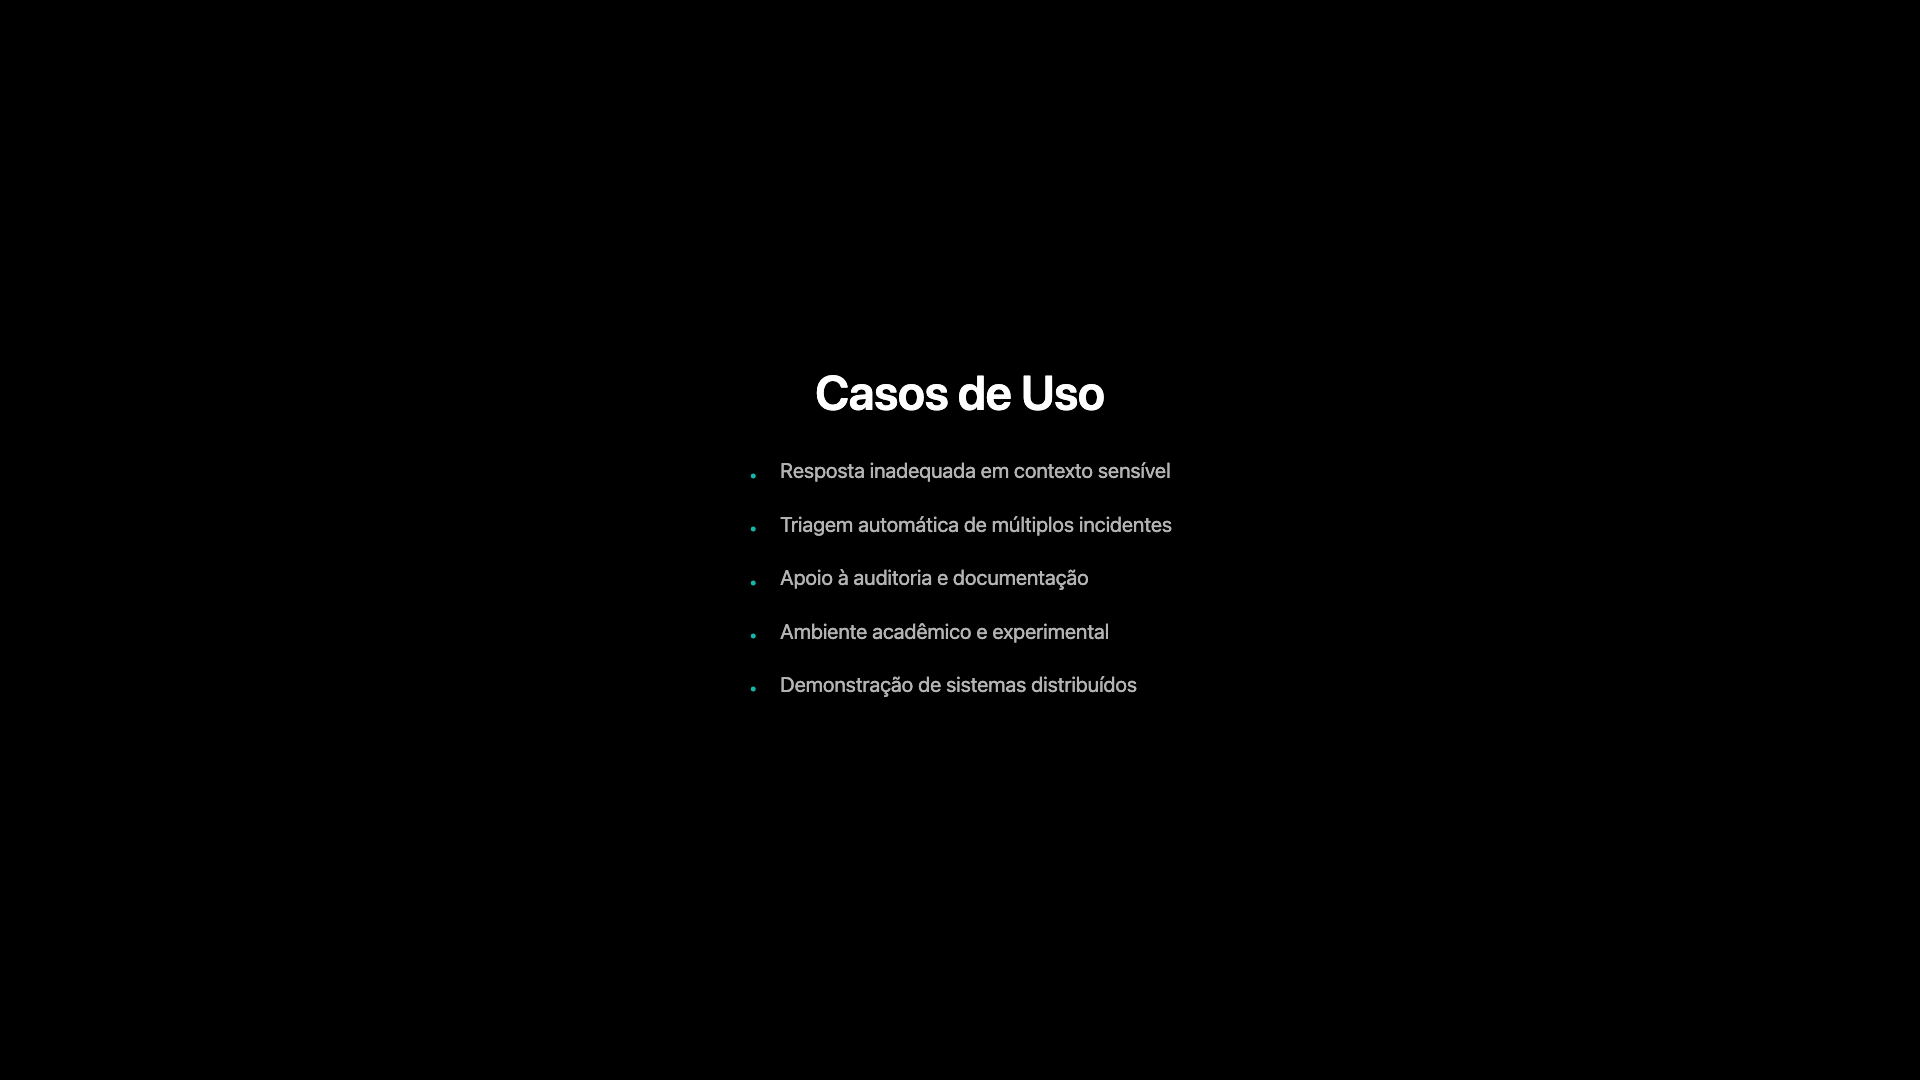 Casos de Uso
Resposta inadequada em contexto sensível
Triagem automática de múltiplos incidentes
Apoio à auditoria e documentação
Ambiente acadêmico e experimental
Demonstração de sistemas distribuídos